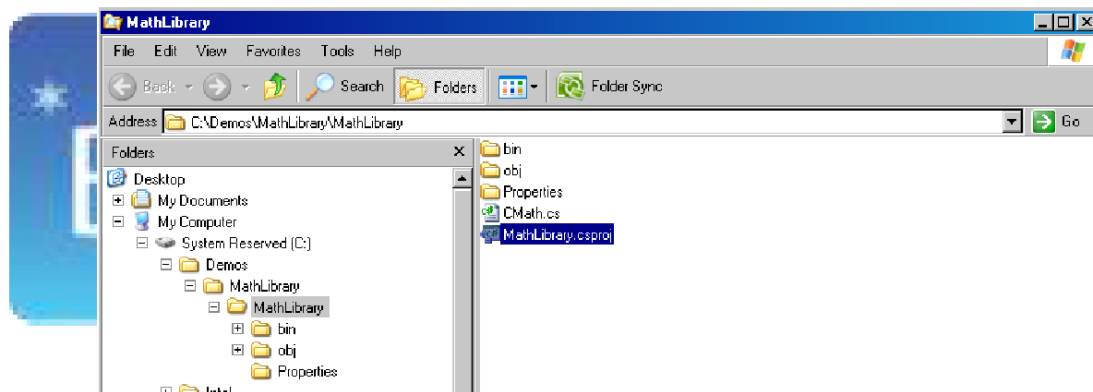 MathLibrary
File Edit View Favorites Tools Help
Back Search Folders Folder Sync
Address C:\Demos\MathLibrary\MathLibrary Go
Folders
Desktop
My Documents
My Computer
System Reserved (C:)
Demos
MathLibrary
MathLibrary
bin
obj
Properties
bin
obj
Properties
CMath.cs
MathLibrary.csproj